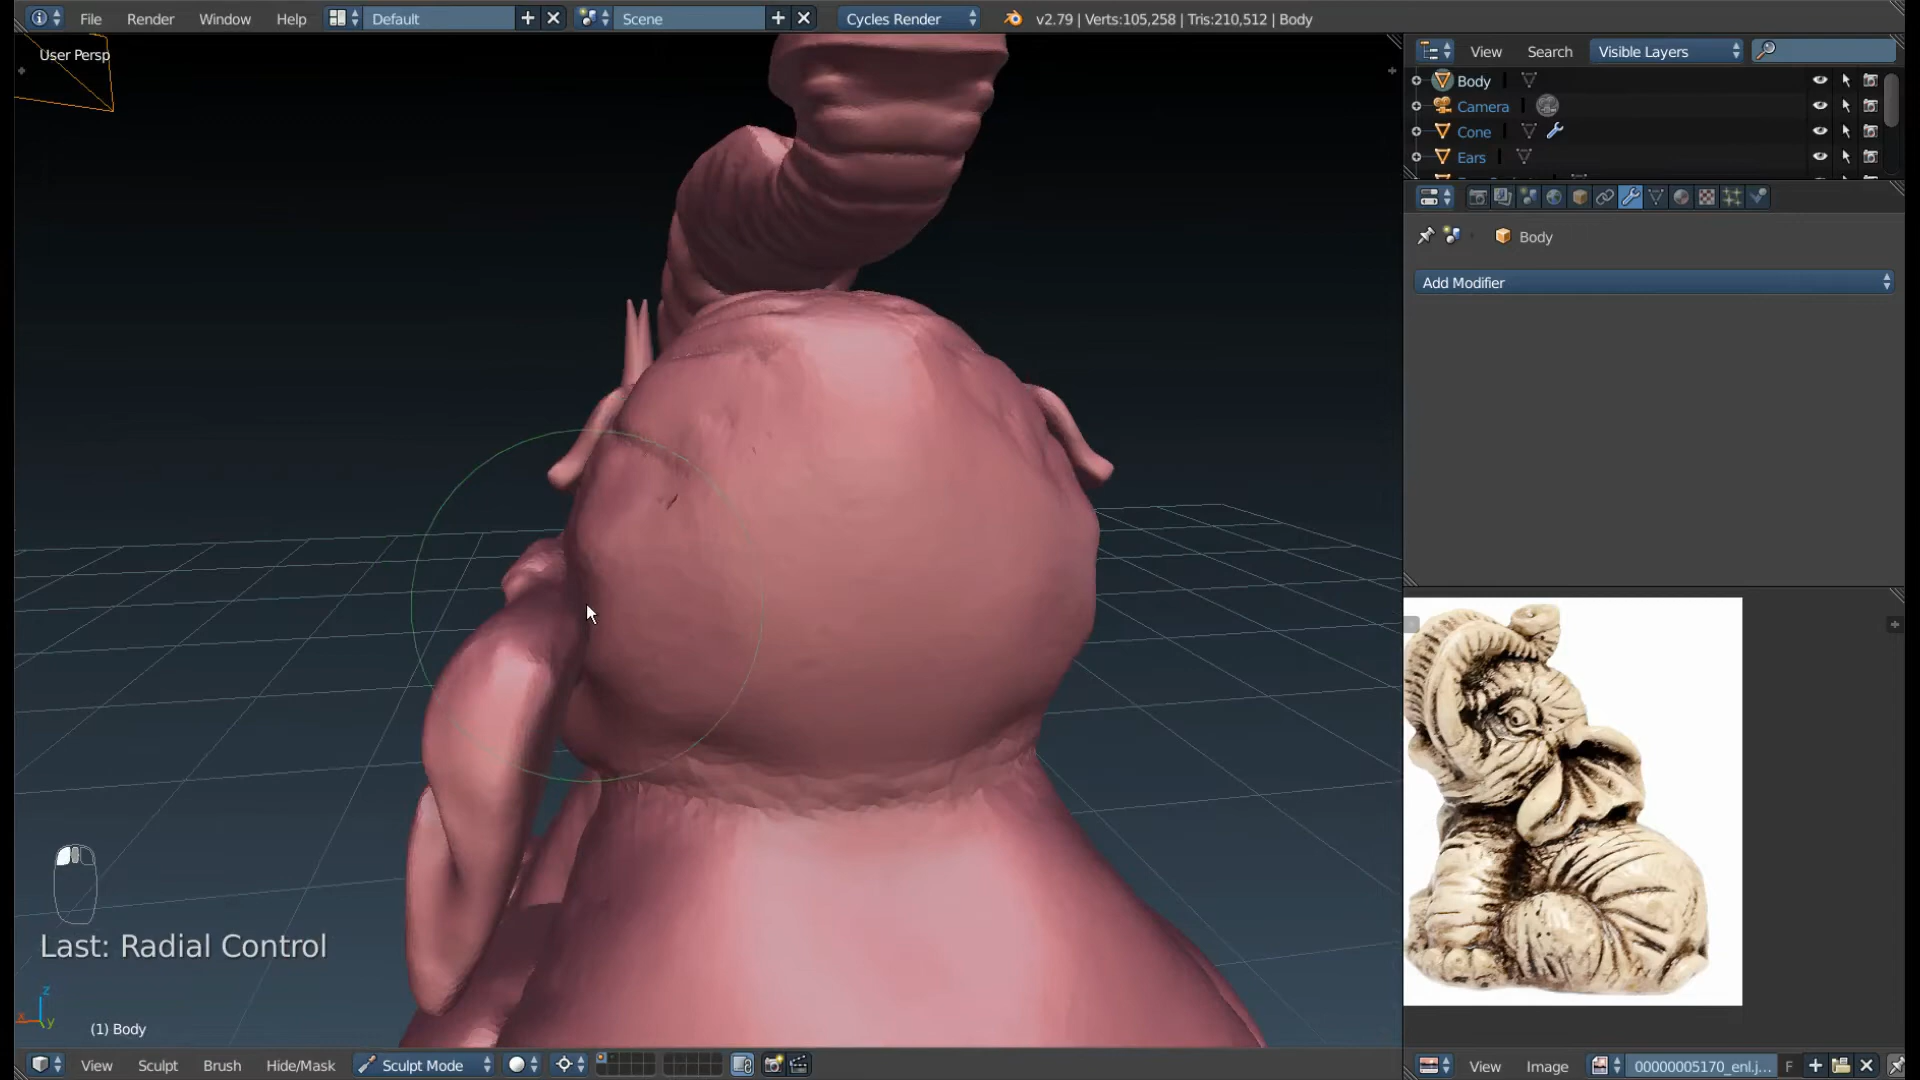 File Render Window Help Default Scene Cycles Render v2.79 | Verts:105,258 | Tris:210,512 | Body
User Persp
View Search Visible Layers
Body
Camera
Cone
Ears
Body
Add Modifier
Last: Radial Control
z
x y
(1) Body
View Sculpt Brush Hide/Mask Sculpt Mode
View Image 00000005170_enl.j... F